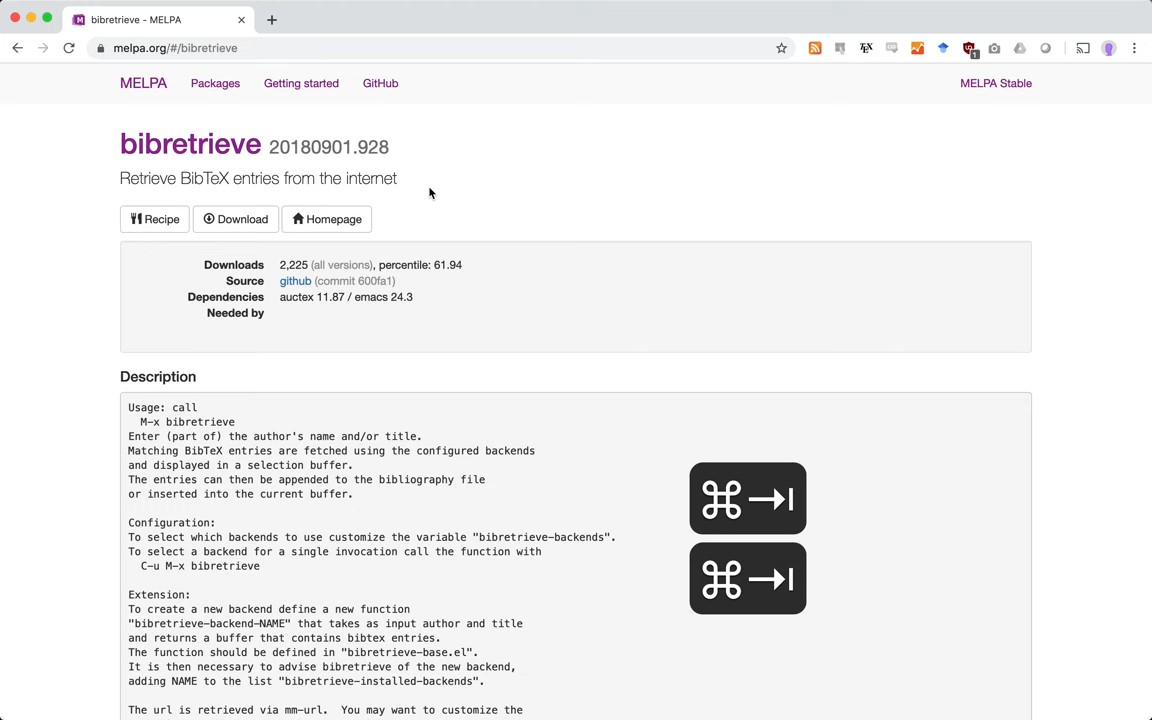 bibretrieve - MELPA
melpa.org/#/bibretrieve
MELPA Packages Getting started GitHub MELPA Stable
bibretrieve 20180901.928
Retrieve BibTeX entries from the internet
Recipe Download Homepage
Downloads 2,225 (all versions), percentile: 61.94
Source github (commit 600fa1)
Dependencies auctex 11.87 / emacs 24.3
Needed by
Description
Usage: call
M-x bibretrieve
Enter (part of) the author's name and/or title.
Matching BibTeX entries are fetched using the configured backends
and displayed in a selection buffer.
The entries can then be appended to the bibliography file
or inserted into the current buffer.
Configuration:
To select which backends to use customize the variable "bibretrieve-backends".
To select a backend for a single invocation call the function with
C-u M-x bibretrieve
Extension:
To create a new backend define a new function
"bibretrieve-backend-NAME" that takes as input author and title
and returns a buffer that contains bibtex entries.
The function should be defined in "bibretrieve-base.el".
It is then necessary to advise bibretrieve of the new backend,
adding NAME to the list "bibretrieve-installed-backends".
The url is retrieved via mm-url.  You may want to customize the